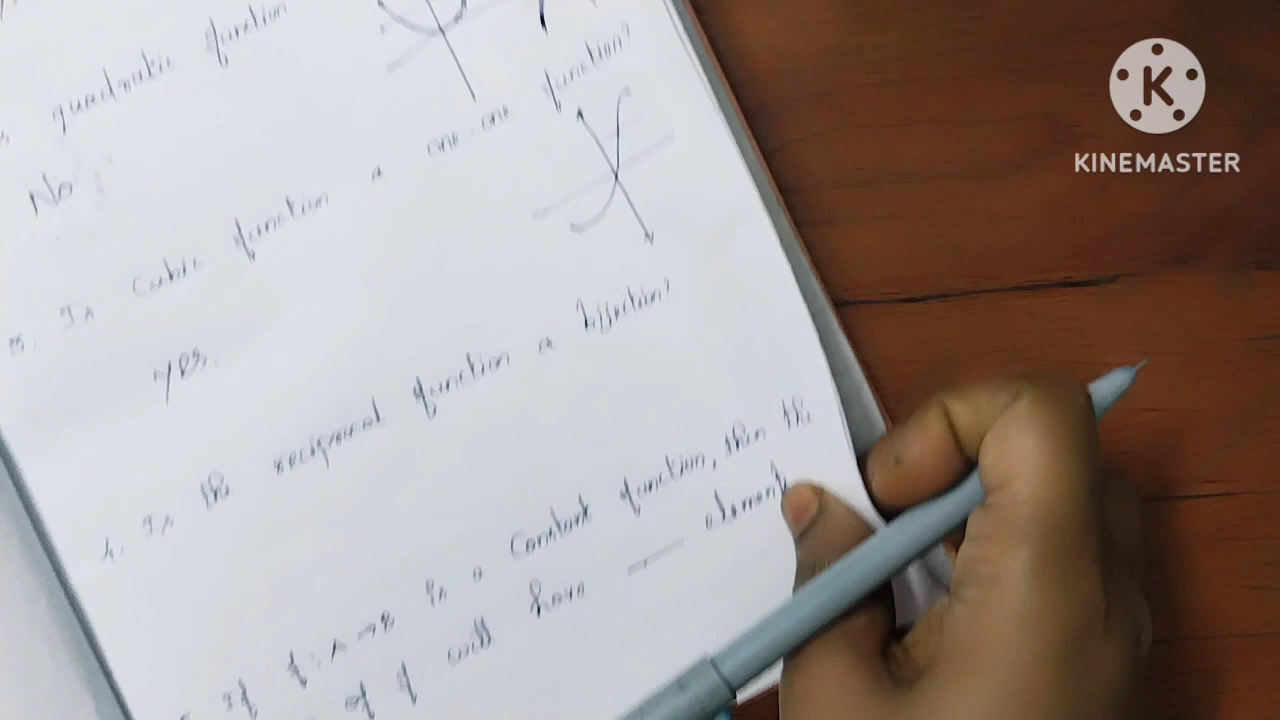 quadratic function
No
3. Is Cubic function a one-one function?
yes.
4. Is the reciprocal function a bijection?
If f: A→B is a constant function, then the
of f will have — element
KINEMASTER